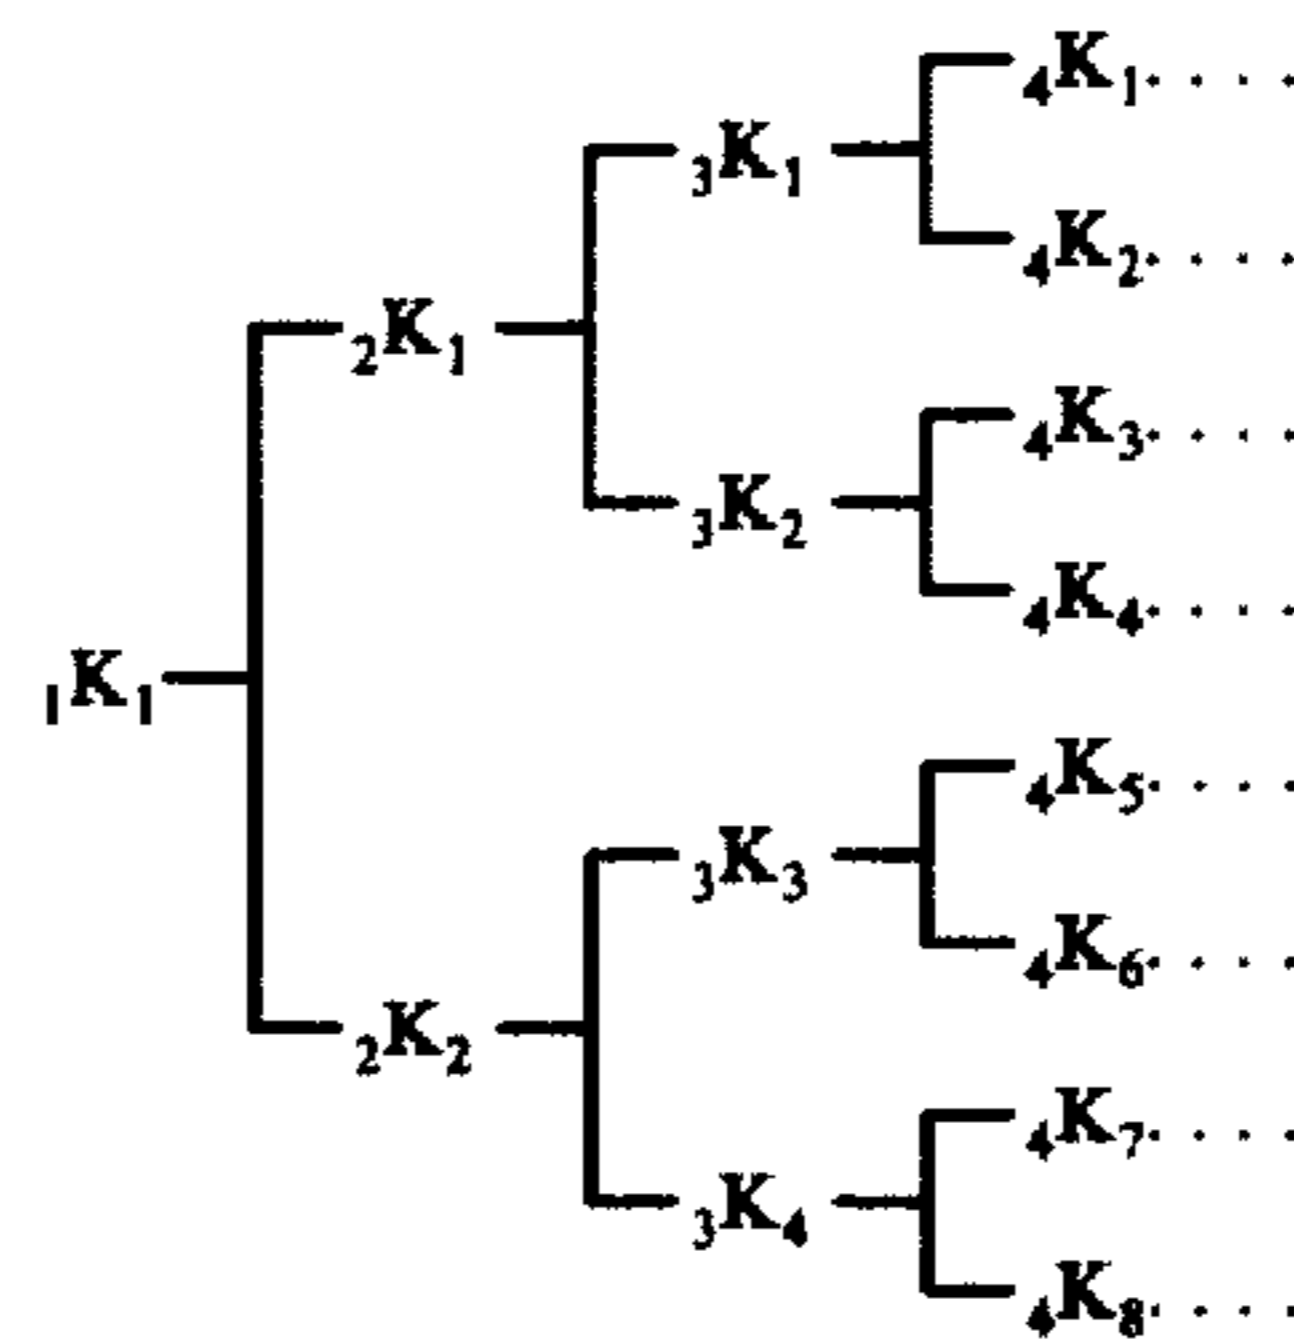 ₄K₁. . . .
₃K₁
₄K₂. . . .
₂K₁
₄K₃. . . .
₃K₂
₄K₄. . . .
₁K₁
₄K₅. . . .
₃K₃
₄K₆. . . .
₂K₂
₄K₇. . . .
₃K₄
₄K₈. . . .